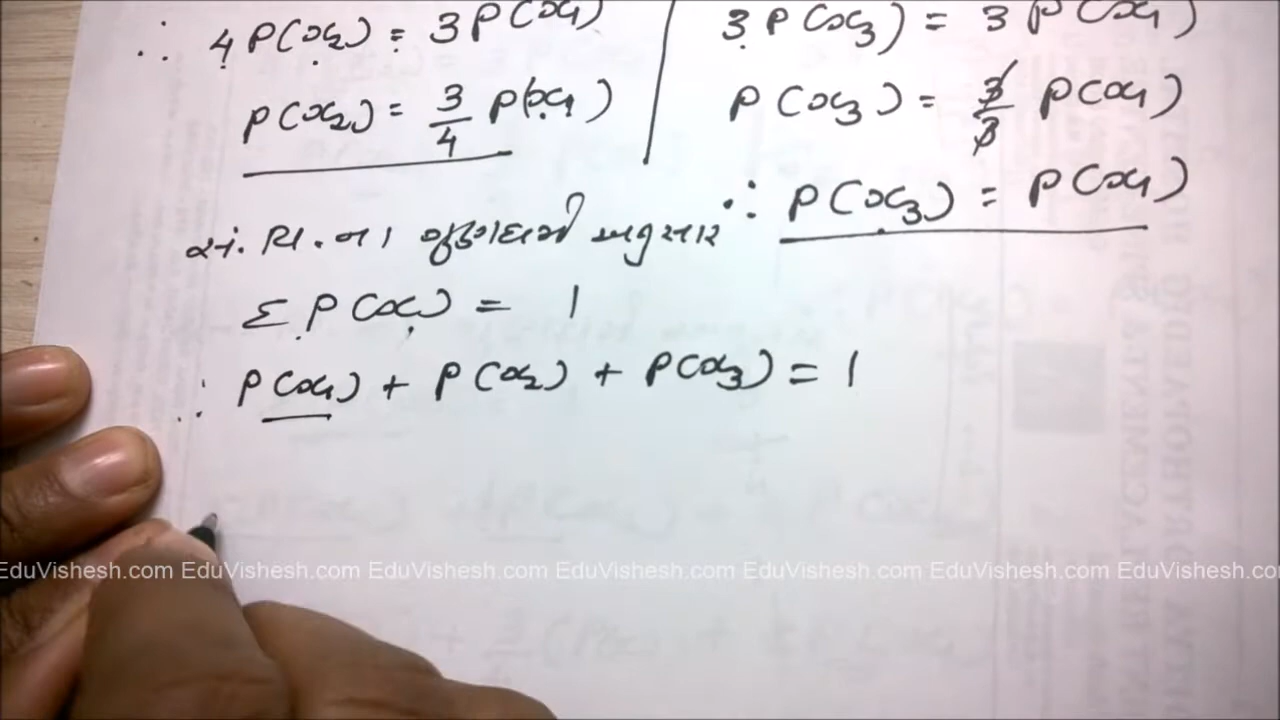 ∴ 4P(x2) = 3P(x1)
P(x2) = 3/4 P(x1)
3P(x3) = 3P(x1)
P(x3) = 3/3 P(x1)
∴ P(x3) = P(x1)
સં. વિ. ના ગુણધર્મ અનુસાર
Σ P(x) = 1
∴ P(x1) + P(x2) + P(x3) = 1
EduVishesh.com EduVishesh.com EduVishesh.com EduVishesh.com EduVishesh.com EduVishesh.com EduVishesh.com